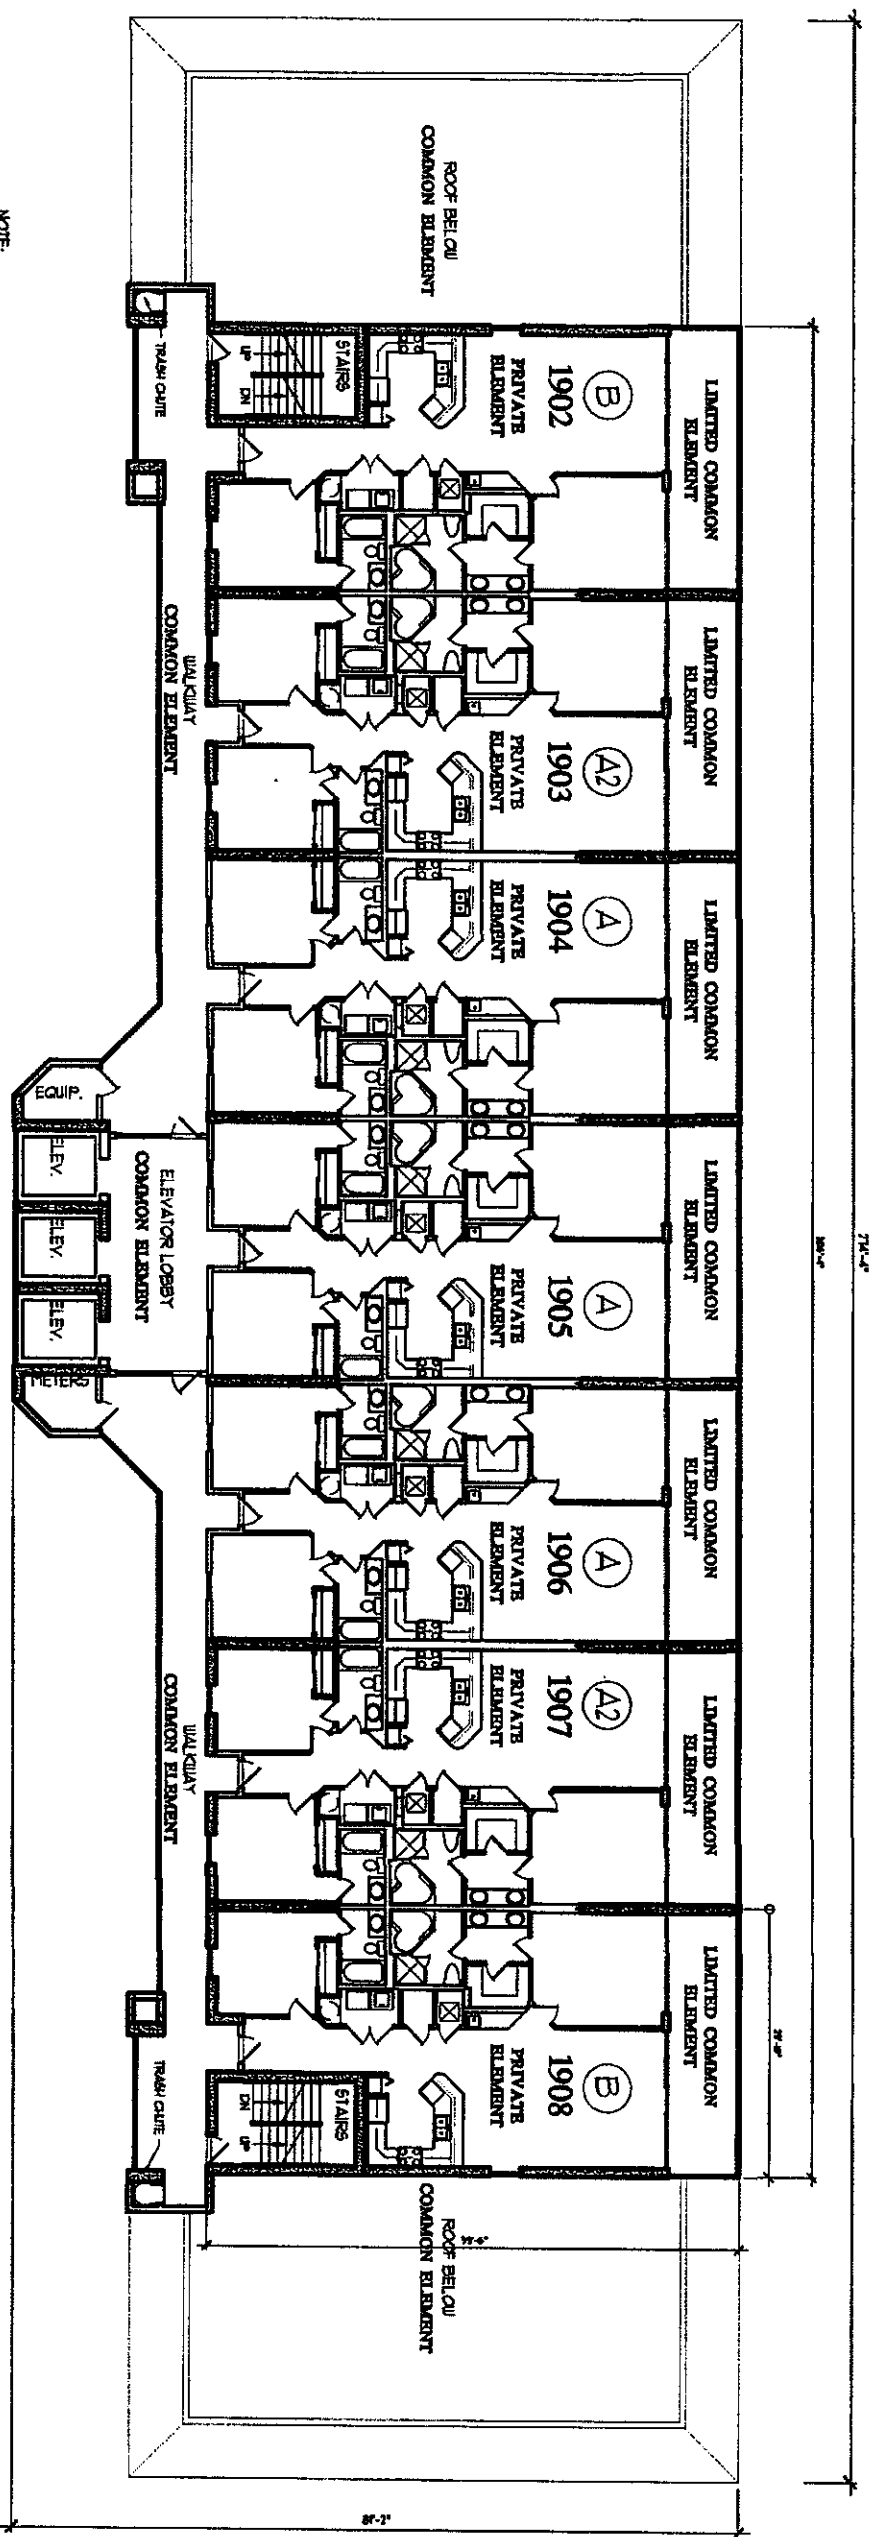 LIMITED COMMON
ELEMENT
LIMITED COMMON
ELEMENT
LIMITED COMMON
ELEMENT
LIMITED COMMON
ELEMENT
LIMITED COMMON
ELEMENT
LIMITED COMMON
ELEMENT
LIMITED COMMON
ELEMENT
B
1902
PRIVATE
ELEMENT
A2
1903
PRIVATE
ELEMENT
A
1904
PRIVATE
ELEMENT
A
1905
PRIVATE
ELEMENT
A
1906
PRIVATE
ELEMENT
A2
1907
PRIVATE
ELEMENT
B
1908
PRIVATE
ELEMENT
ROOF BELOW
COMMON ELEMENT
ROOF BELOW
COMMON ELEMENT
STAIRS
UP
DN
STAIRS
DN
UP
TRASH CHUTE
WALKWAY
COMMON ELEMENT
ELEVATOR LOBBY
COMMON ELEMENT
WALKWAY
COMMON ELEMENT
TRASH CHUTE
EQUIP.
ELEV.
ELEV.
ELEV.
METERS
81'-2"
NOTE: